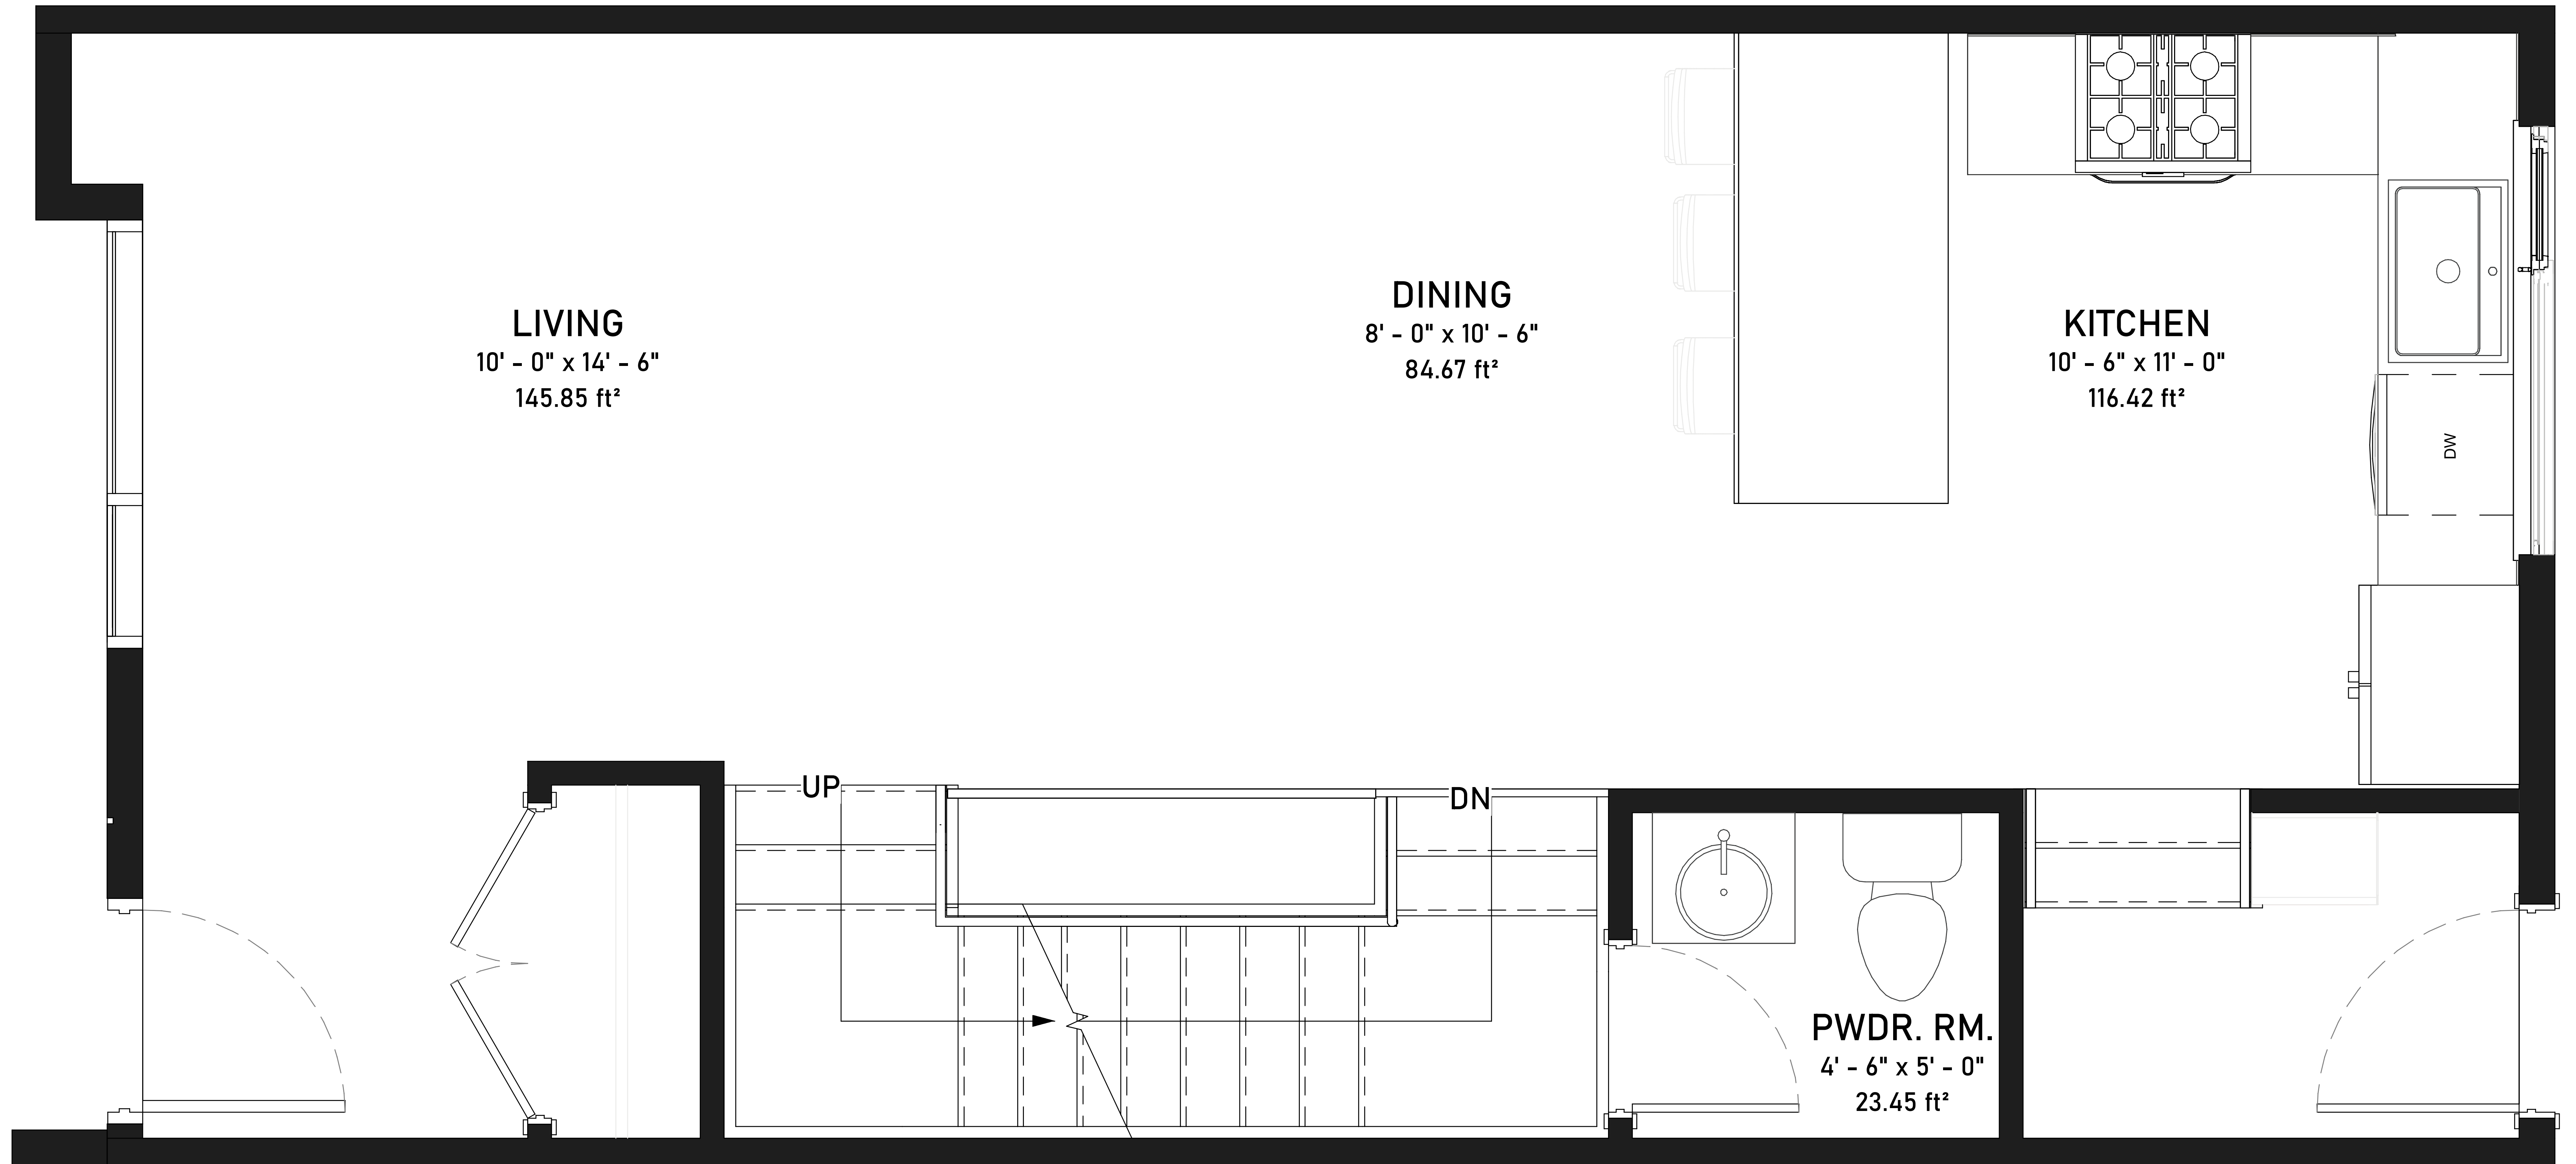 LIVING
10' - 0" x 14' - 6"
145.85 ft²
DINING
8' - 0" x 10' - 6"
84.67 ft²
KITCHEN
10' - 6" x 11' - 0"
116.42 ft²
DW
UP
DN
PWDR. RM.
4' - 6" x 5' - 0"
23.45 ft²